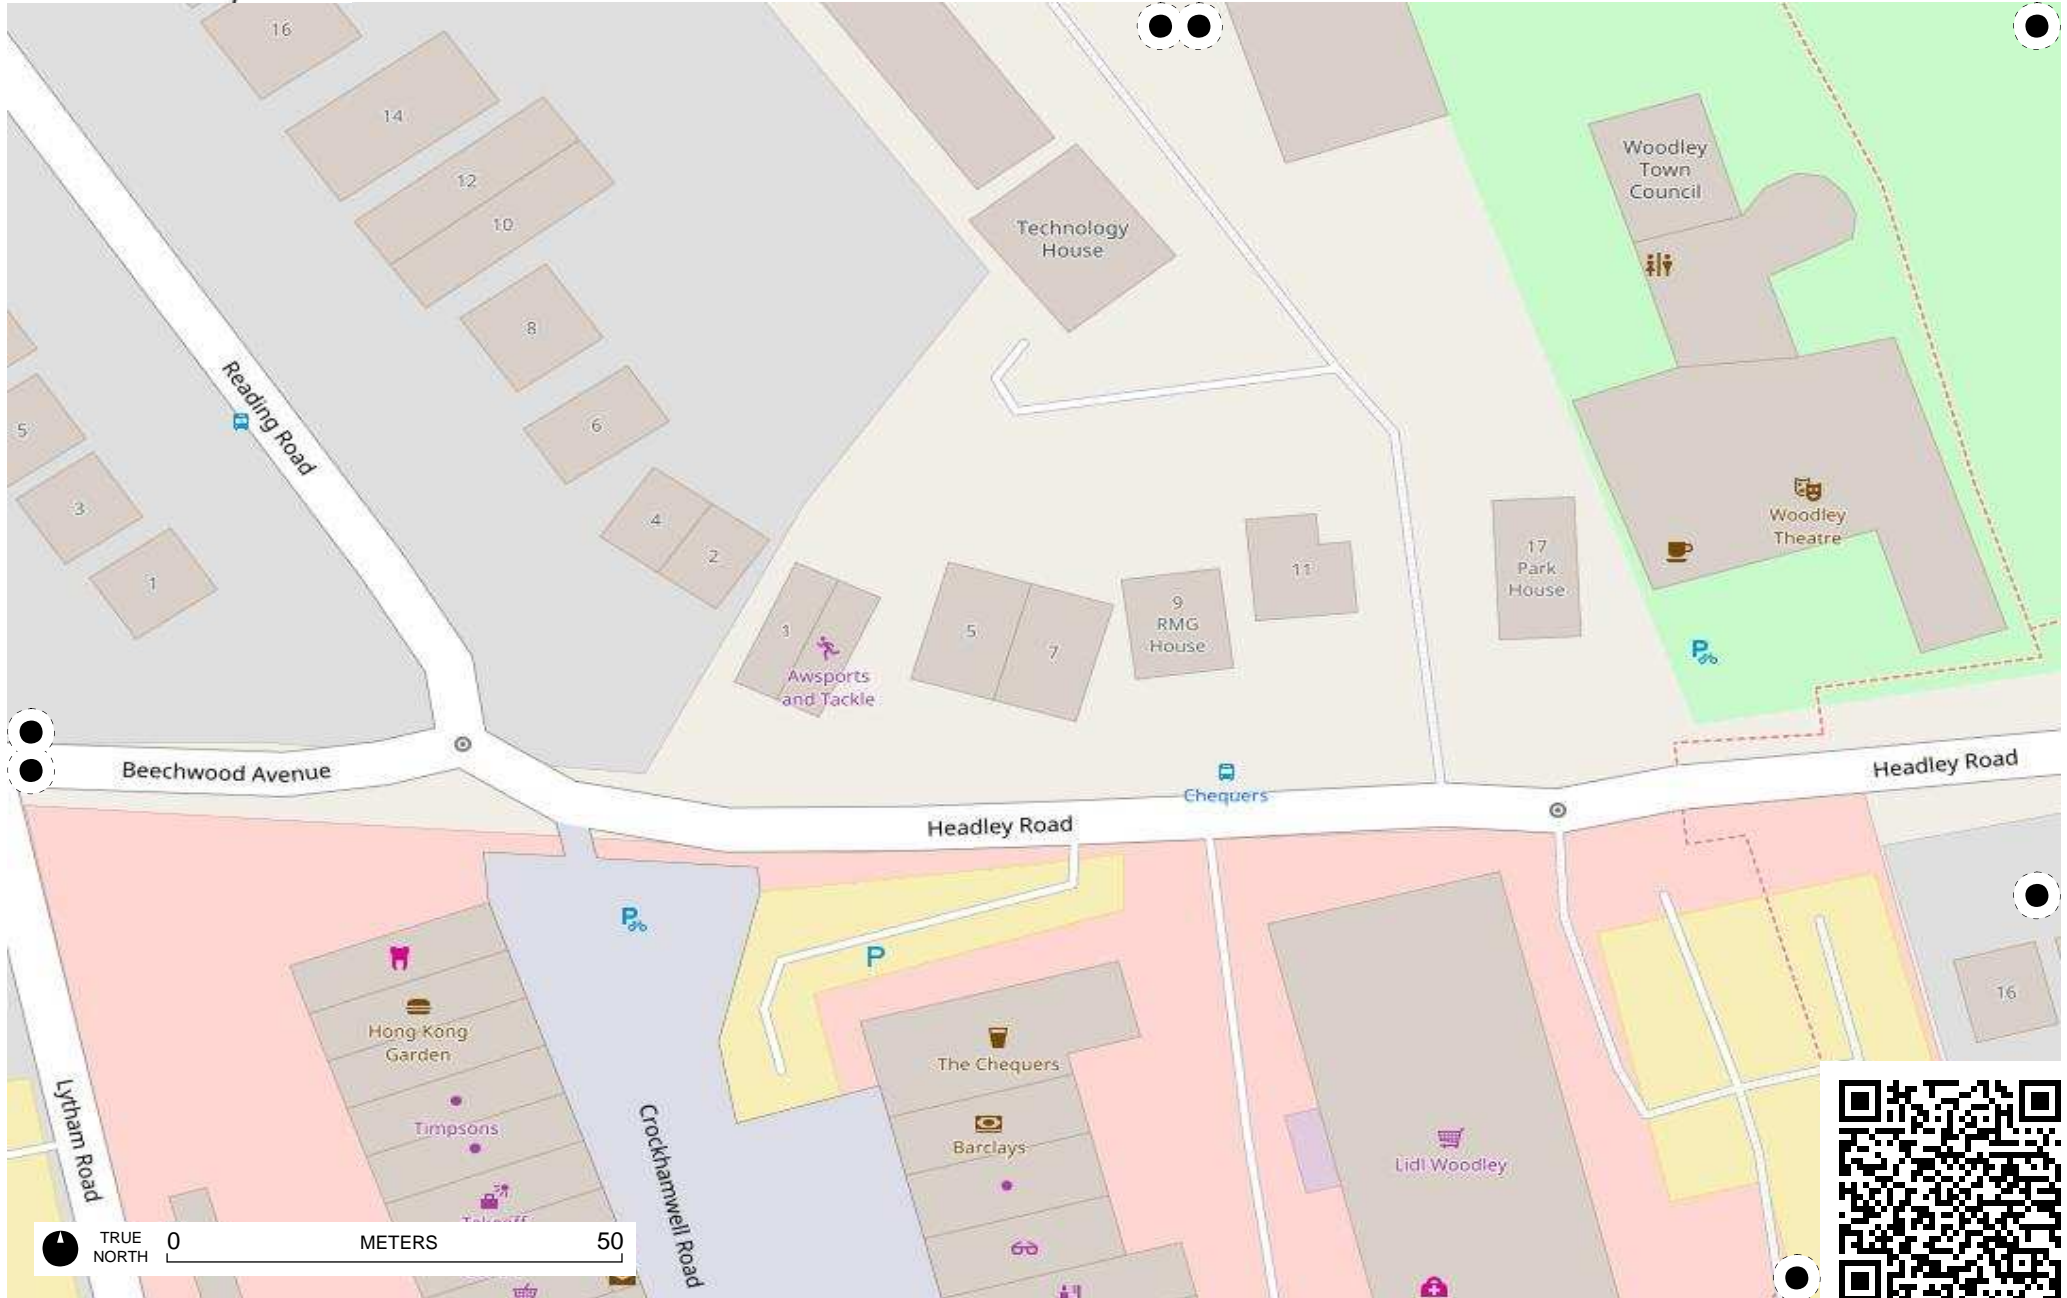 16
14
12
10
8
6
4
2
5
3
1
Reading Road
Technology
House
Woodley
Town
Council
Woodley
Theatre
17
Park
House
11
9
RMG
House
5
7
Awsports
and Tackle
P
Beechwood Avenue
Chequers
Headley Road
Headley Road
P
P
Hong Kong
Garden
The Chequers
Timpsons
Barclays
Lidl Woodley
16
Lytham Road
Crockhamwell Road
TRUE
NORTH
0
METERS
50